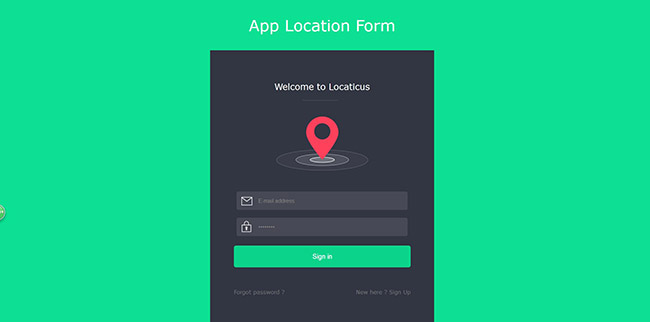 App Location Form
Welcome to Locaticus
E-mail address
••••••••
Sign in
Forgot password ?
New here ? Sign Up